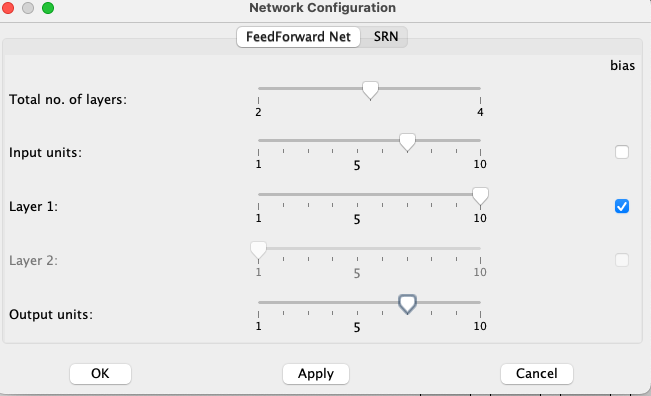 Network Configuration
FeedForward Net SRN
bias
Total no. of layers:
2 4
Input units:
1 5 10
Layer 1:
1 5 10
Layer 2:
1 5 10
Output units:
1 5 10
OK Apply Cancel